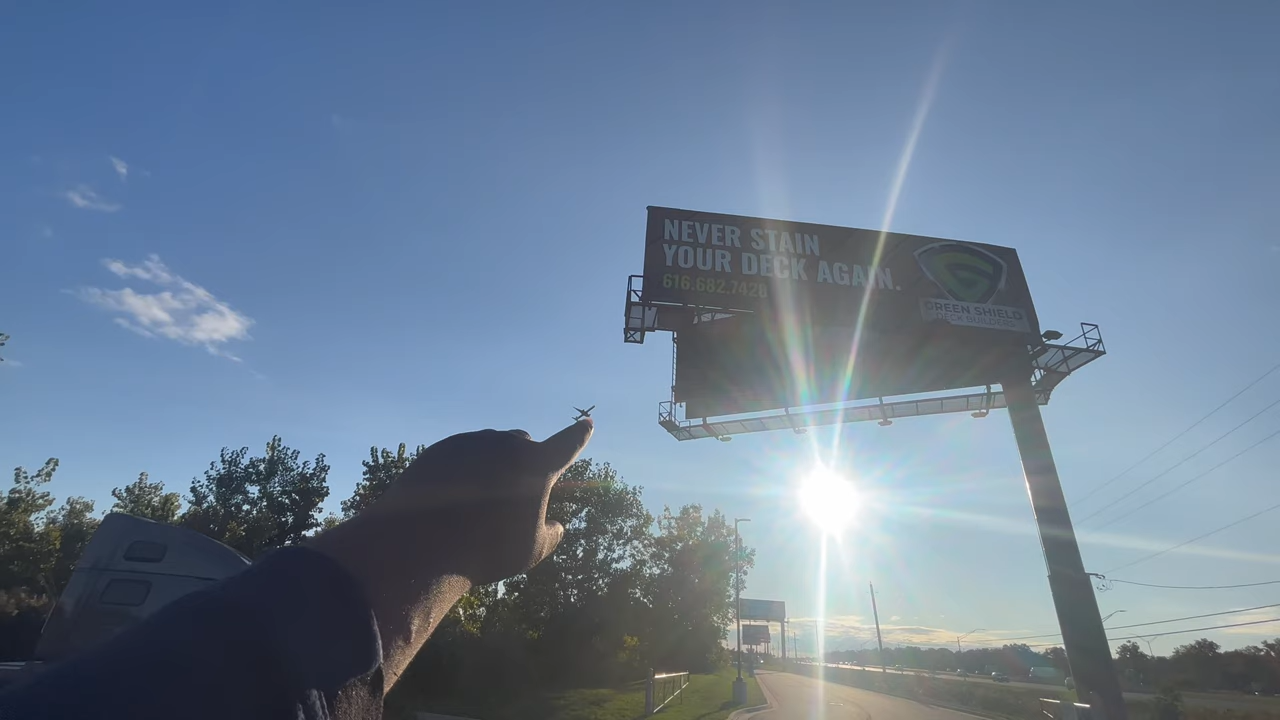 NEVER STAIN
YOUR DECK AGAIN.
616.682.7428
GREEN SHIELD
DECK BUILDERS